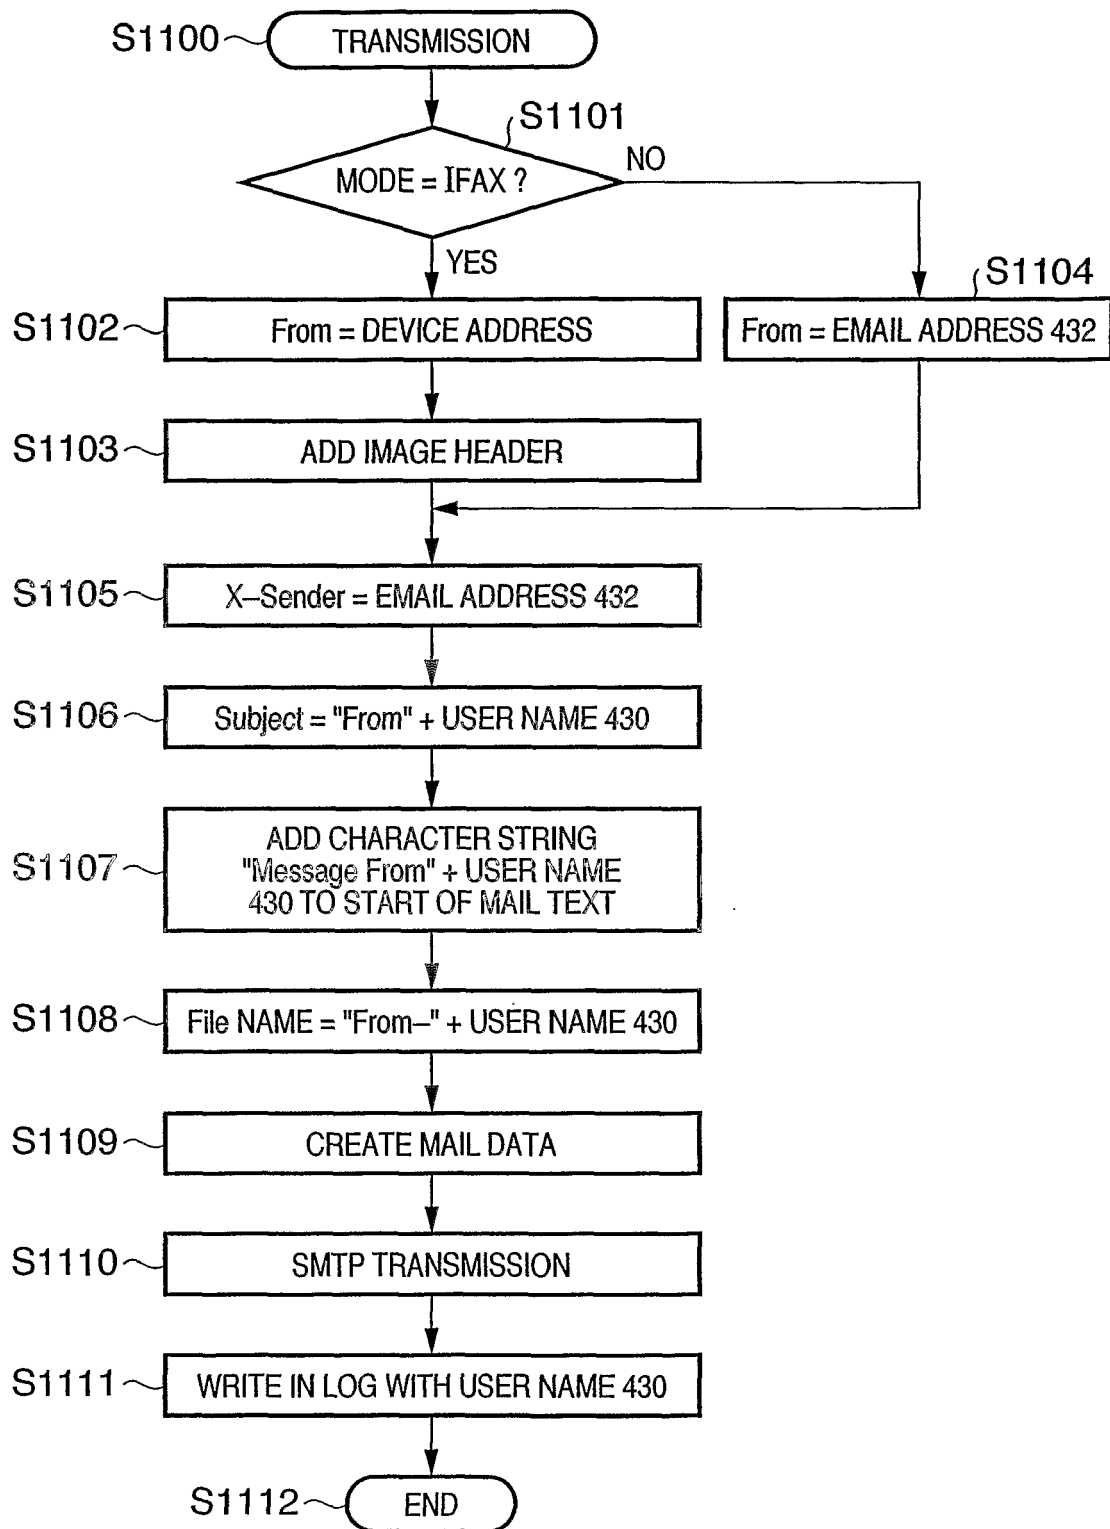 S1100
TRANSMISSION
S1101
MODE = IFAX ?
NO
YES
S1102
From = DEVICE ADDRESS
S1104
From = EMAIL ADDRESS 432
S1103
ADD IMAGE HEADER
S1105
X–Sender = EMAIL ADDRESS 432
S1106
Subject = "From" + USER NAME 430
S1107
ADD CHARACTER STRING
"Message From" + USER NAME
430 TO START OF MAIL TEXT
S1108
File NAME = "From–" + USER NAME 430
S1109
CREATE MAIL DATA
S1110
SMTP TRANSMISSION
S1111
WRITE IN LOG WITH USER NAME 430
S1112
END